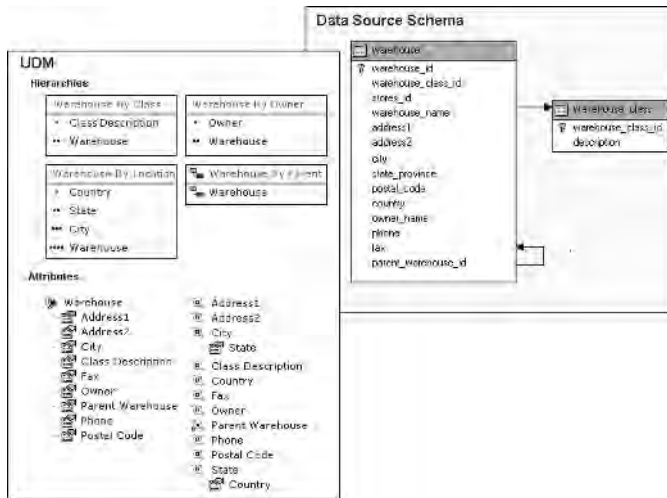 Data Source Schema
warehouse
warehouse_id
warehouse_class_id
stores_id
warehouse_name
address1
address2
city
state_province
postal_code
country
owner_name
phone
fax
parent_warehouse_id
warehouse_class
warehouse_class_id
description
UDM
Hierarchies
Warehouse By Class
Class Description
Warehouse
Warehouse By Owner
Owner
Warehouse
Warehouse By Location
Country
State
City
Warehouse
Warehouse By Parent
Warehouse
Attributes
Warehouse
Address1
Address2
City
Class Description
Fax
Owner
Parent Warehouse
Phone
Postal Code
Address1
Address2
City
State
Class Description
Country
Fax
Owner
Parent Warehouse
Phone
Postal Code
State
Country